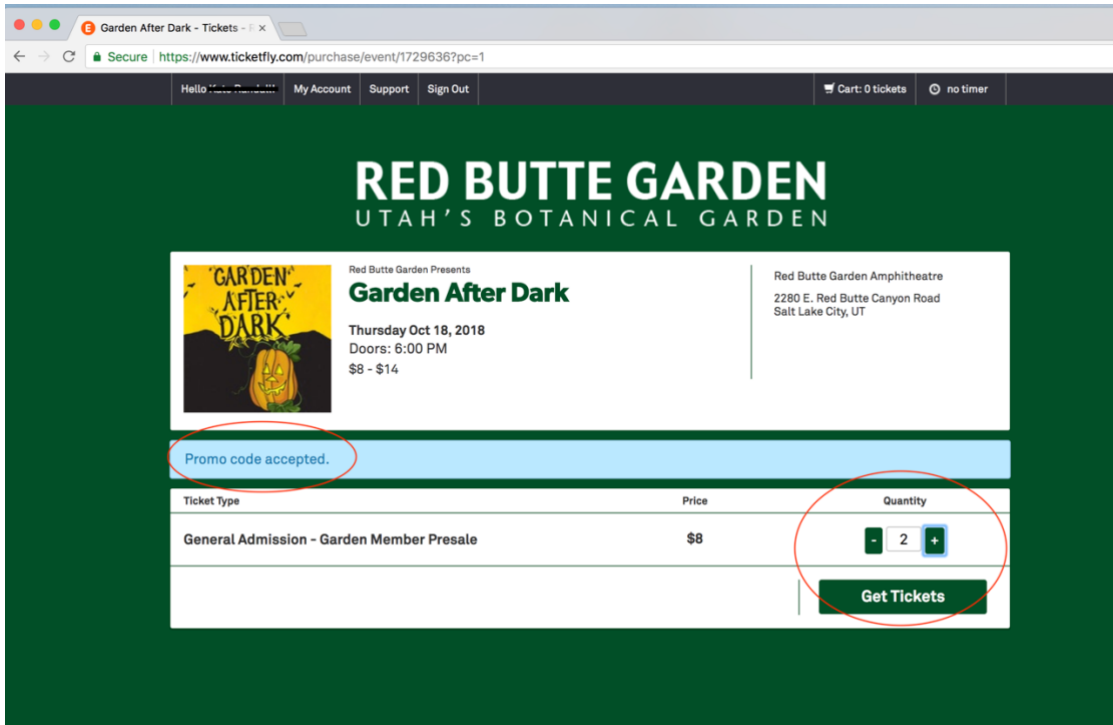 Garden After Dark - Tickets -
Secure https://www.ticketfly.com/purchase/event/1729636?pc=1
Hello
My Account Support Sign Out Cart: 0 tickets no timer
RED BUTTE GARDEN
UTAH'S BOTANICAL GARDEN
GARDEN
AFTER
DARK
Red Butte Garden Presents
Garden After Dark
Thursday Oct 18, 2018
Doors: 6:00 PM
$8 - $14
Red Butte Garden Amphitheatre
2280 E. Red Butte Canyon Road
Salt Lake City, UT
Promo code accepted.
Ticket Type Price Quantity
General Admission - Garden Member Presale $8 - 2 +
Get Tickets